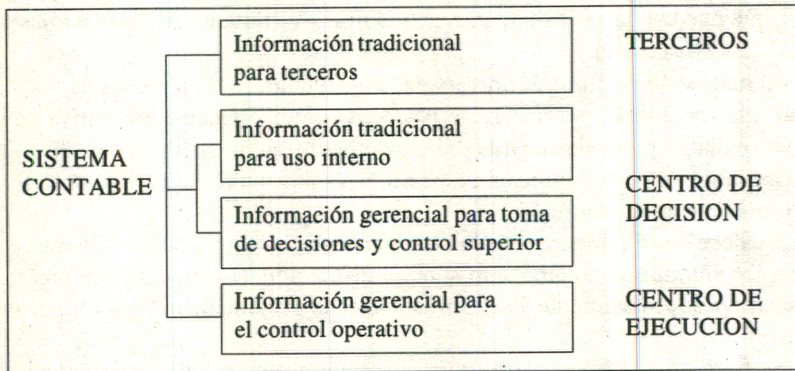 Información tradicional
para terceros
TERCEROS
Información tradicional
para uso interno
SISTEMA
CONTABLE
Información gerencial para toma
de decisiones y control superior
CENTRO DE
DECISION
Información gerencial para
el control operativo
CENTRO DE
EJECUCION